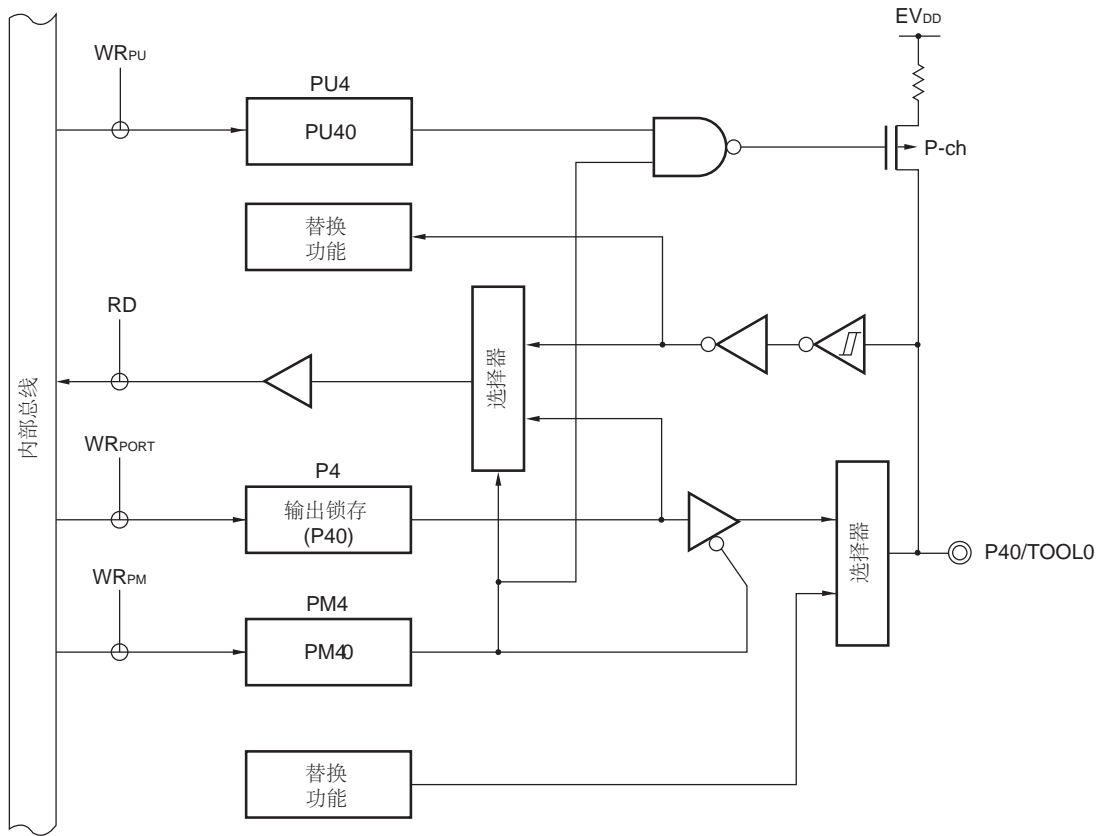 EVDD
WRPU
PU4
PU40
P-ch
替换
功能
RD
选择器
内部总线
WRPORT
P4
输出锁存
(P40)
选择器
P40/TOOL0
WRPM
PM4
PM40
替换
功能